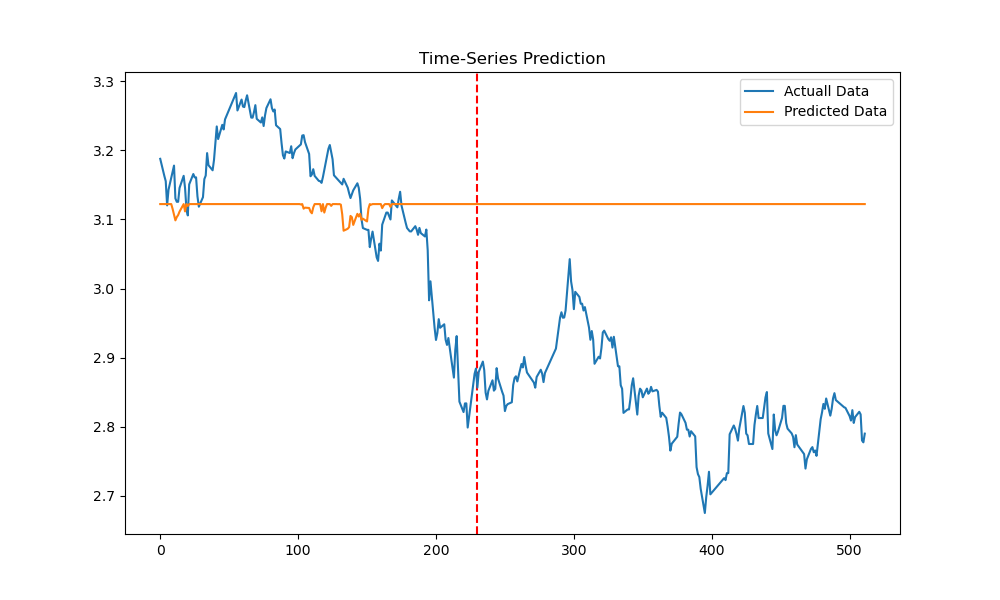 Time-Series Prediction
Actuall Data
Predicted Data
3.3
3.2
3.1
3.0
2.9
2.8
2.7
0 100 200 300 400 500